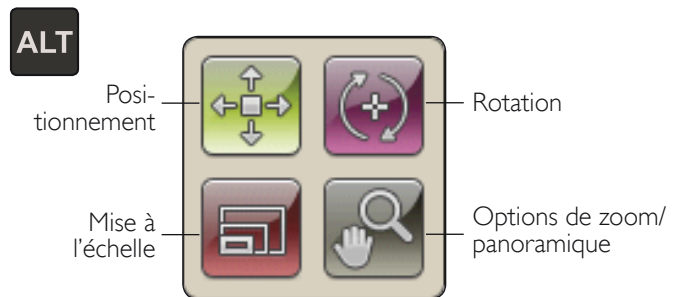 ALT
Posi-
tionnement
Rotation
Mise à
l'échelle
Options de zoom/
panoramique